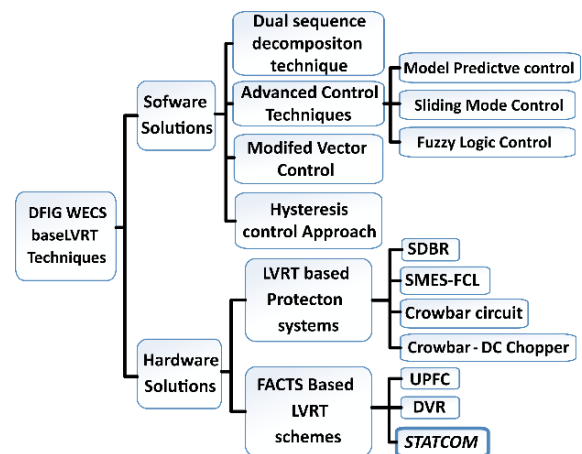 DFIG WECS
baseLVRT
Techniques
Sofware
Solutions
Dual sequence
decompositon
technique
Advanced Control
Techniques
Model Predictve control
Sliding Mode Control
Fuzzy Logic Control
Modifed Vector
Control
Hysteresis
control Approach
Hardware
Solutions
LVRT based
Protecton
systems
SDBR
SMES-FCL
Crowbar circuit
Crowbar - DC Chopper
FACTS Based
LVRT
schemes
UPFC
DVR
STATCOM